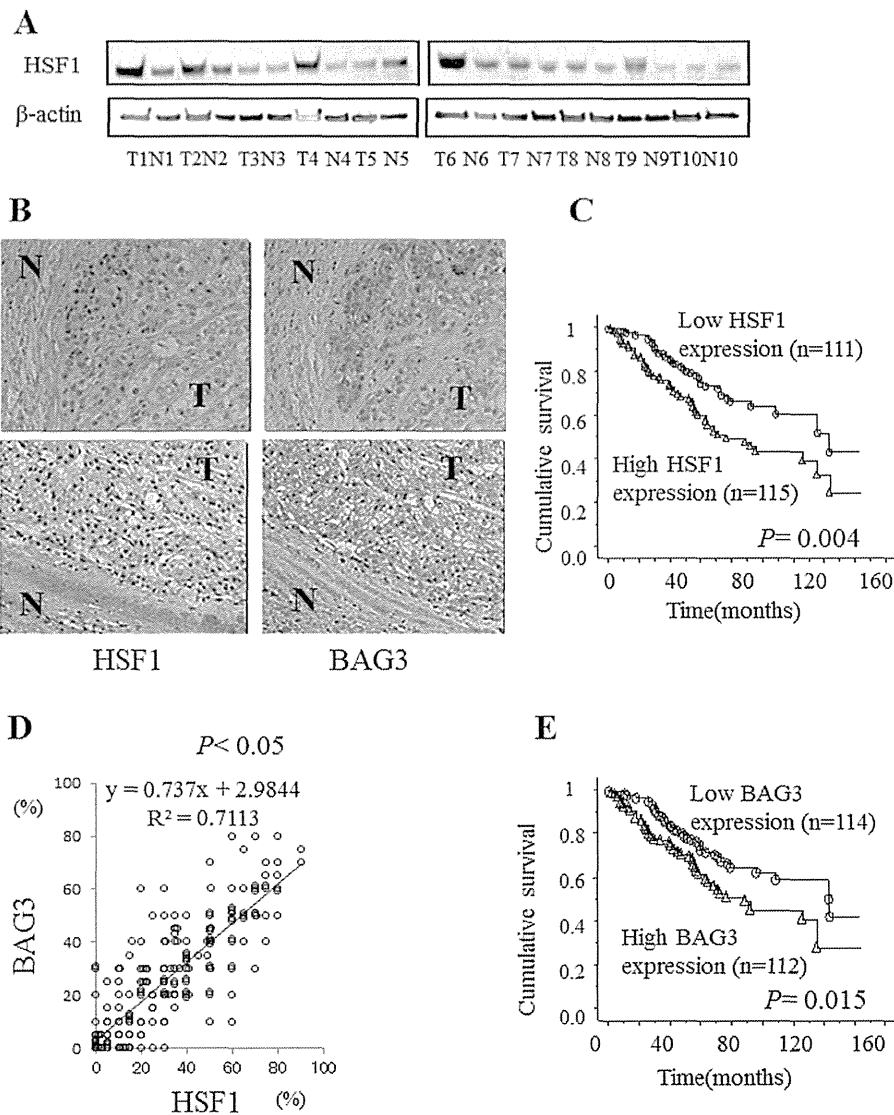 A
HSF1
β-actin
T1N1 T2N2 T3N3 T4 N4 T5 N5 T6 N6 T7 N7 T8 N8 T9 N9T10N10
B
N
T
N
T
T
N
T
N
HSF1
BAG3
C
Cumulative survival
1
0.8
0.6
0.4
0.2
0.0
Low HSF1
expression (n=111)
High HSF1
expression (n=115)
P= 0.004
0 40 80 120 160
Time(months)
D
P< 0.05
(%)
BAG3
100
80
60
40
20
0
y = 0.737x + 2.9844
R² = 0.7113
0 20 40 60 80 100
HSF1 (%)
E
Cumulative survival
1
0.8
0.6
0.4
0.2
0.0
Low BAG3
expression (n=114)
High BAG3
expression (n=112)
P= 0.015
0 40 80 120 160
Time(months)